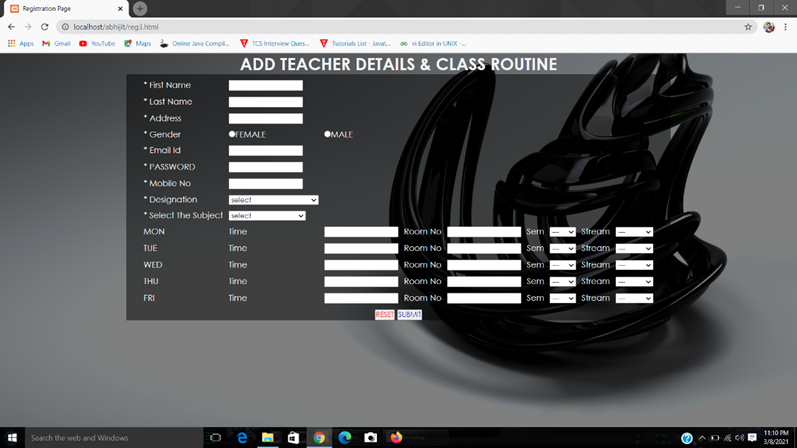 Registration Page
localhost/abhijit/reg3.html
Apps Gmail YouTube Maps Online Java Compil... TCS Interview Ques... Tutorials List - Javat... vi Editor in UNIX -...
ADD TEACHER DETAILS & CLASS ROUTINE
* First Name
* Last Name
* Address
* Gender FEMALE MALE
* Email Id
* PASSWORD
* Mobile No
* Designation select
* Select The Subject select
MON Time Room No Sem --- Stream ---
TUE Time Room No Sem --- Stream ---
WED Time Room No Sem --- Stream ---
THU Time Room No Sem --- Stream ---
FRI Time Room No Sem --- Stream ---
RESET SUBMIT
Search the web and Windows
11:10 PM
3/8/2021